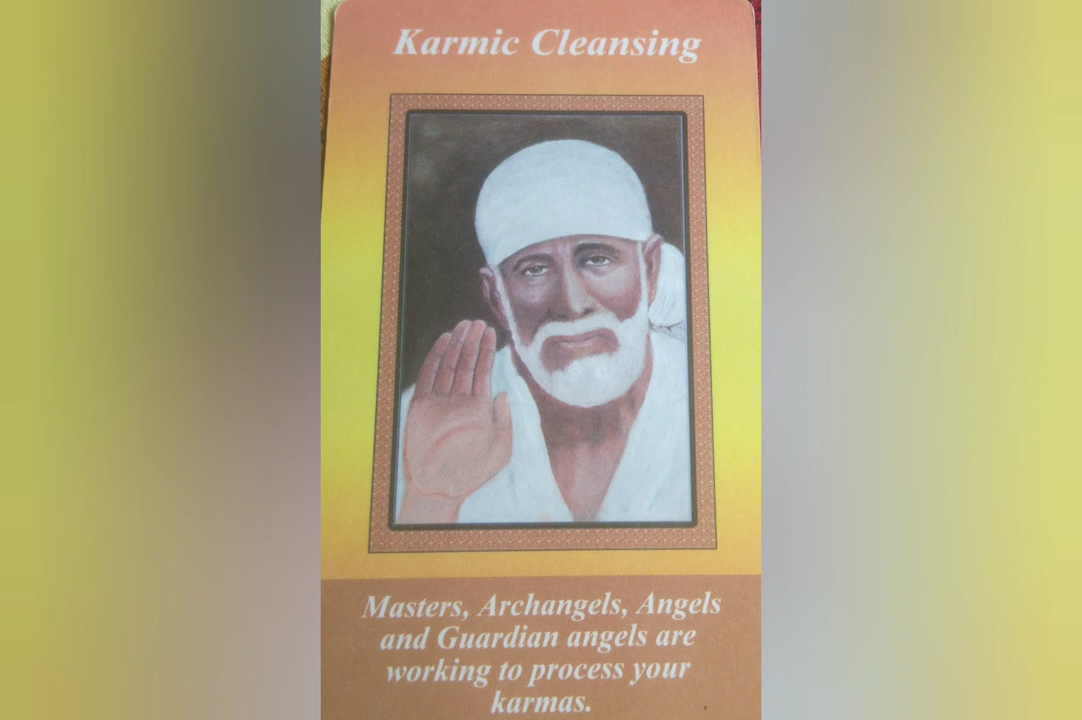 Karmic Cleansing
Masters, Archangels, Angels
and Guardian angels are
working to process your
karmas.